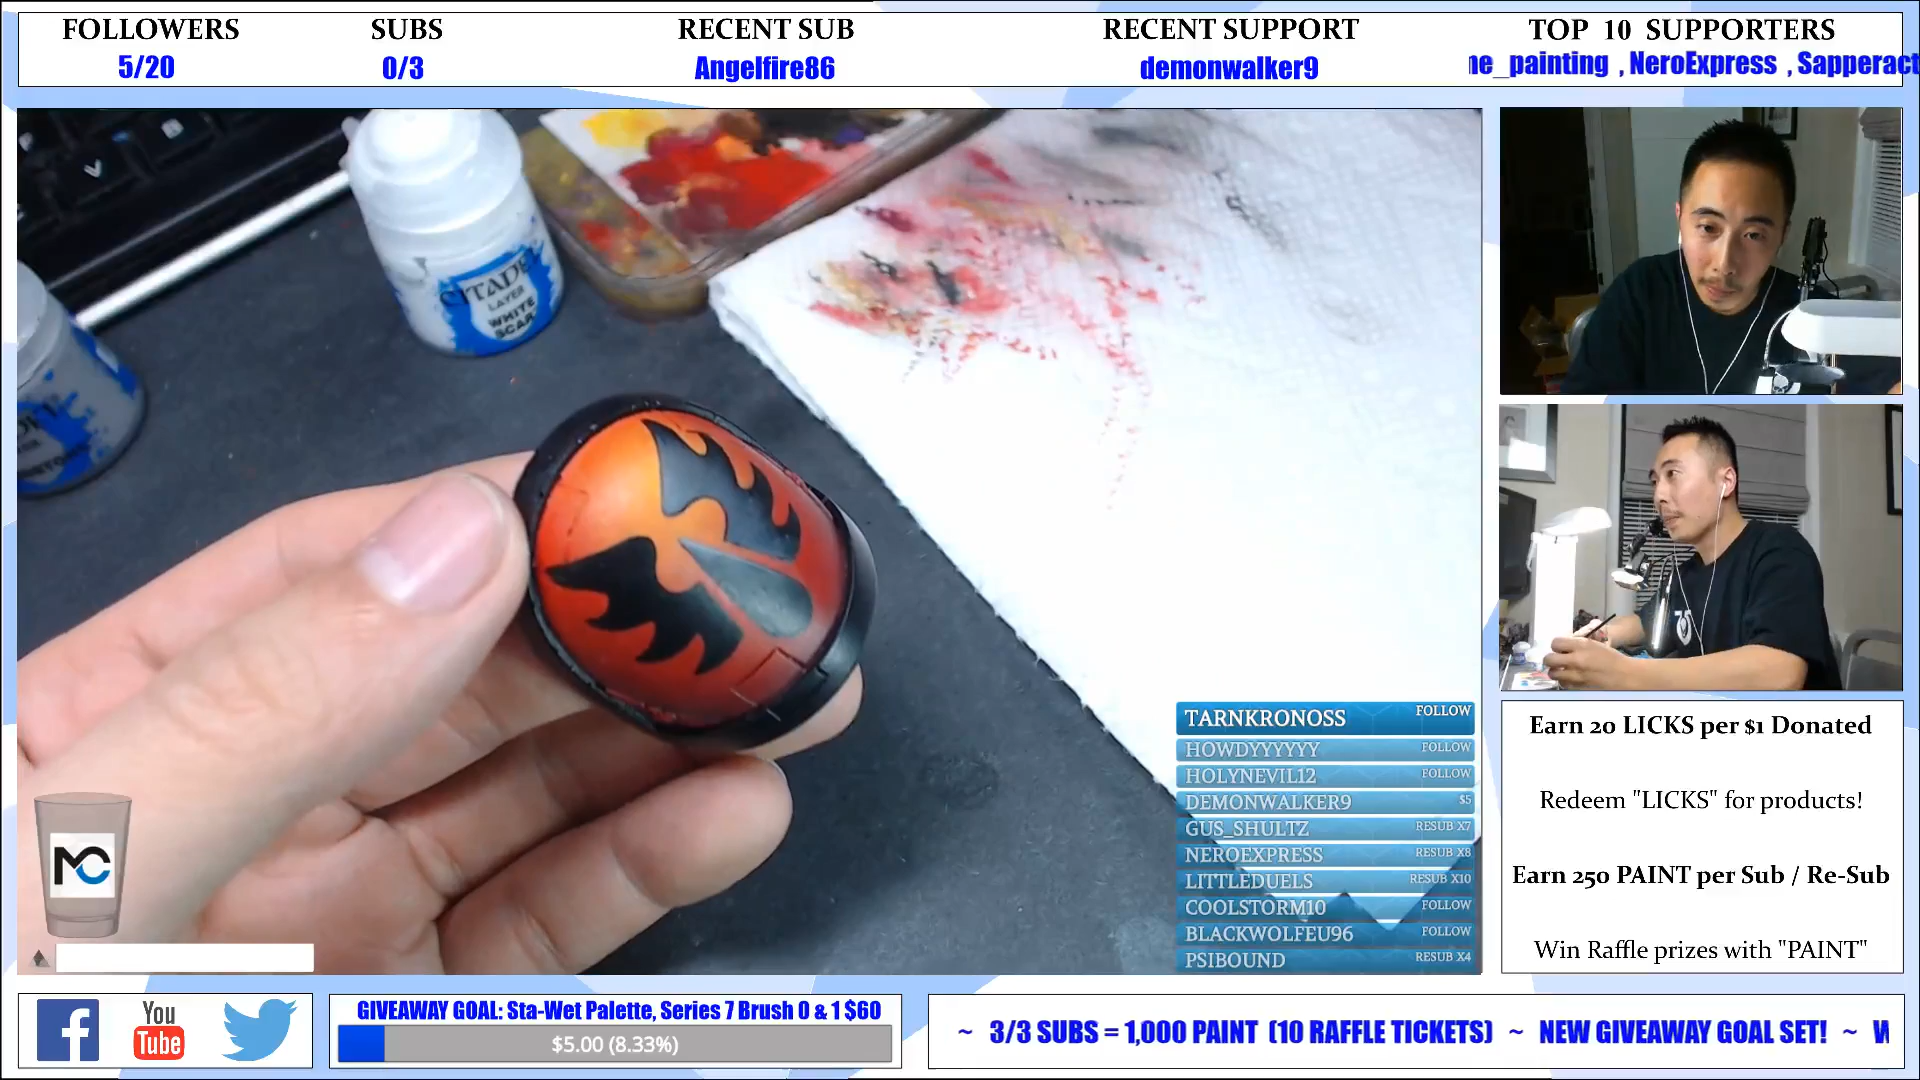 FOLLOWERS
5/20
SUBS
0/3
RECENT SUB
Angelfire86
RECENT SUPPORT
demonwalker9
TOP 10 SUPPORTERS
ne_painting , NeroExpress , Sapperact
V
CITADEL
LAYER
WHITE
SCAR
TARNKRONOSS FOLLOW
HOWDYYYYYY FOLLOW
HOLYNEVIL12 FOLLOW
DEMONWALKER9 $5
GUS_SHULTZ RESUB X7
NEROEXPRESS RESUB X8
LITTLEDUELS RESUB X10
COOLSTORM10 FOLLOW
BLACKWOLFEU96 FOLLOW
PSIBOUND RESUB X4
Earn 20 LICKS per $1 Donated
Redeem "LICKS" for products!
Earn 250 PAINT per Sub / Re-Sub
Win Raffle prizes with "PAINT"
MC
f
You
Tube
GIVEAWAY GOAL: Sta-Wet Palette, Series 7 Brush 0 & 1 $60
$5.00 (8.33%)
~ 3/3 SUBS = 1,000 PAINT (10 RAFFLE TICKETS) ~ NEW GIVEAWAY GOAL SET! ~ W